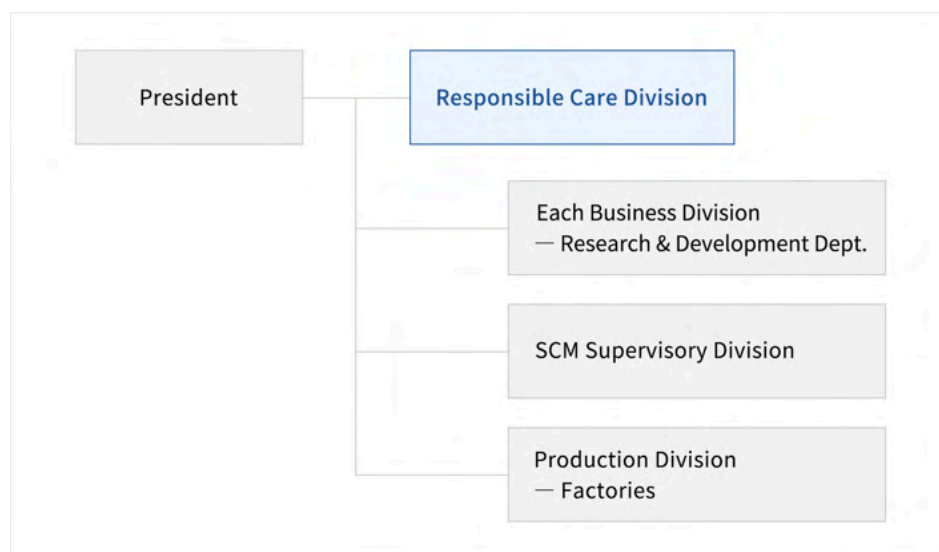 President
Responsible Care Division
Each Business Division
— Research & Development Dept.
SCM Supervisory Division
Production Division
— Factories